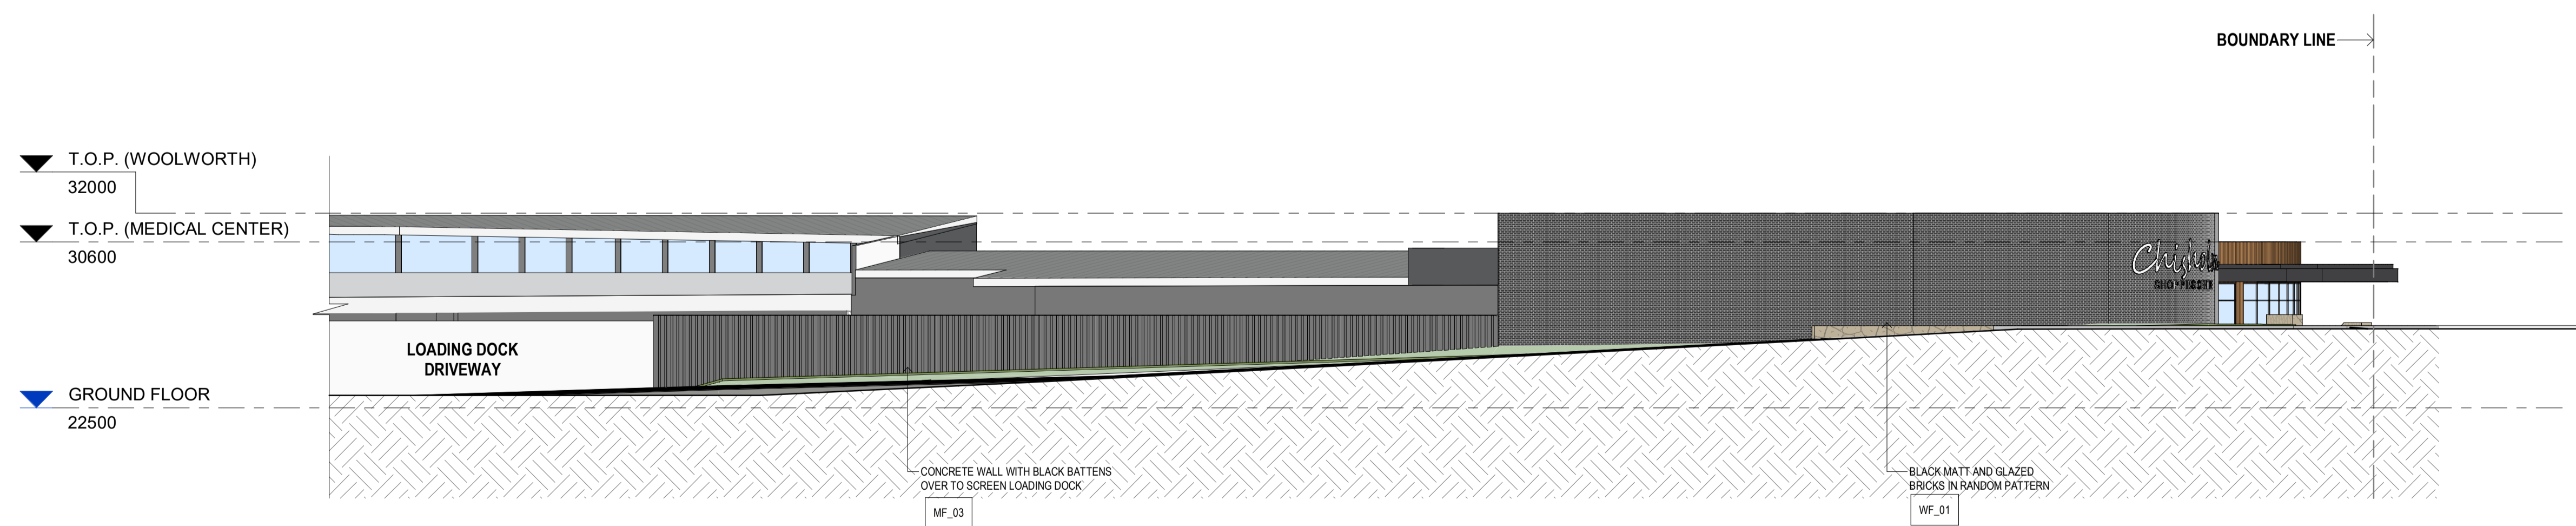 BOUNDARY LINE
T.O.P. (WOOLWORTH)
32000
T.O.P. (MEDICAL CENTER)
30600
LOADING DOCK
DRIVEWAY
GROUND FLOOR
22500
CONCRETE WALL WITH BLACK BATTENS
OVER TO SCREEN LOADING DOCK
MF_03
BLACK MATT AND GLAZED
BRICKS IN RANDOM PATTERN
WF_01